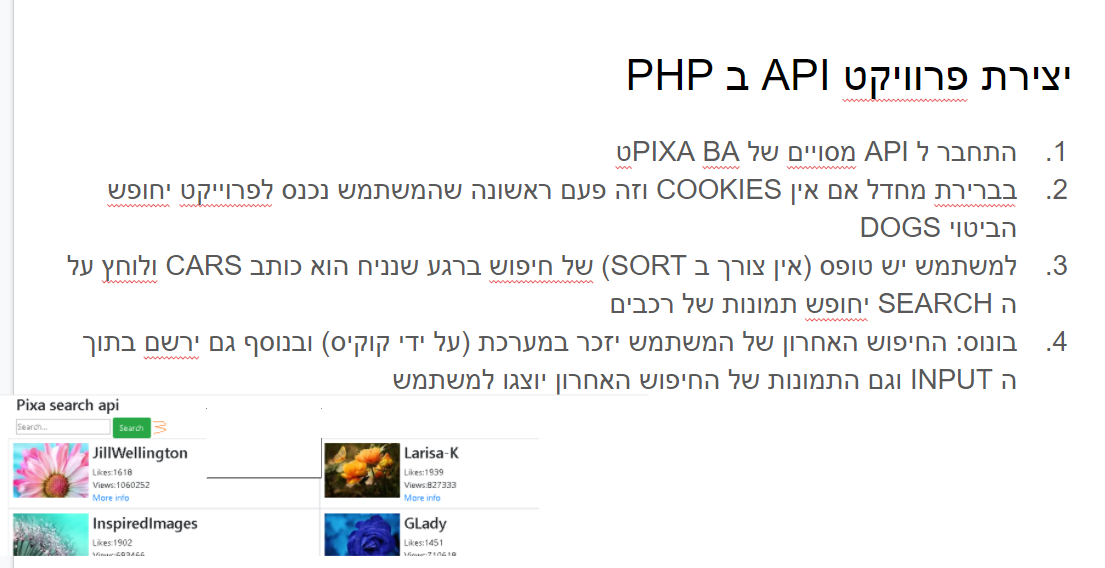 יצירת פרוויקט API ב PHP
1. התחבר ל API מסויים של PIXA BAט
2. בברירת מחדל אם אין COOKIES וזה פעם ראשונה שהמשתמש נכנס לפרוייקט יחופש
הביטוי DOGS
3. למשתמש יש טופס (אין צורך ב SORT) של חיפוש ברגע שנניח הוא כותב CARS ולוחץ על
ה SEARCH יחופש תמונות של רכבים
4. בונוס: החיפוש האחרון של המשתמש יזכר במערכת (על ידי קוקיס) ובנוסף גם ירשם בתוך
ה INPUT וגם התמונות של החיפוש האחרון יוצגו למשתמש
Pixa search api
Search... Search
JillWellington
Likes:1618
Views:1060252
More info
Larisa-K
Likes:1939
Views:827333
More info
InspiredImages
Likes:1902
Views:693466
GLady
Likes:1451
Views:710618